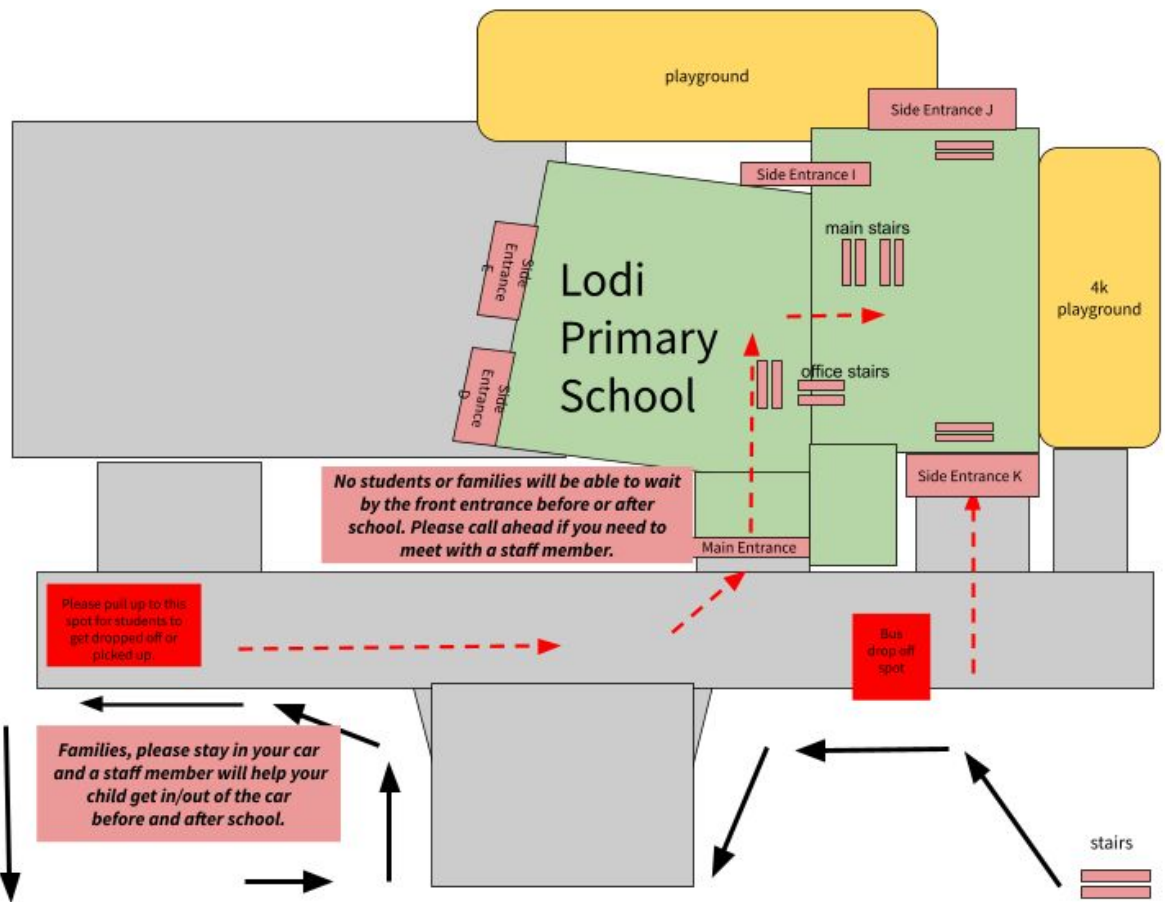 playground
Side Entrance J
Side Entrance I
main stairs
Side
Entrance
E
Lodi
Primary
School
4k
playground
office stairs
Side
Entrance
D
No students or families will be able to wait
by the front entrance before or after
school. Please call ahead if you need to
meet with a staff member.
Side Entrance K
Main Entrance
Please pull up to this
spot for students to
get dropped off or
picked up.
Bus
drop off
spot
Families, please stay in your car
and a staff member will help your
child get in/out of the car
before and after school.
stairs